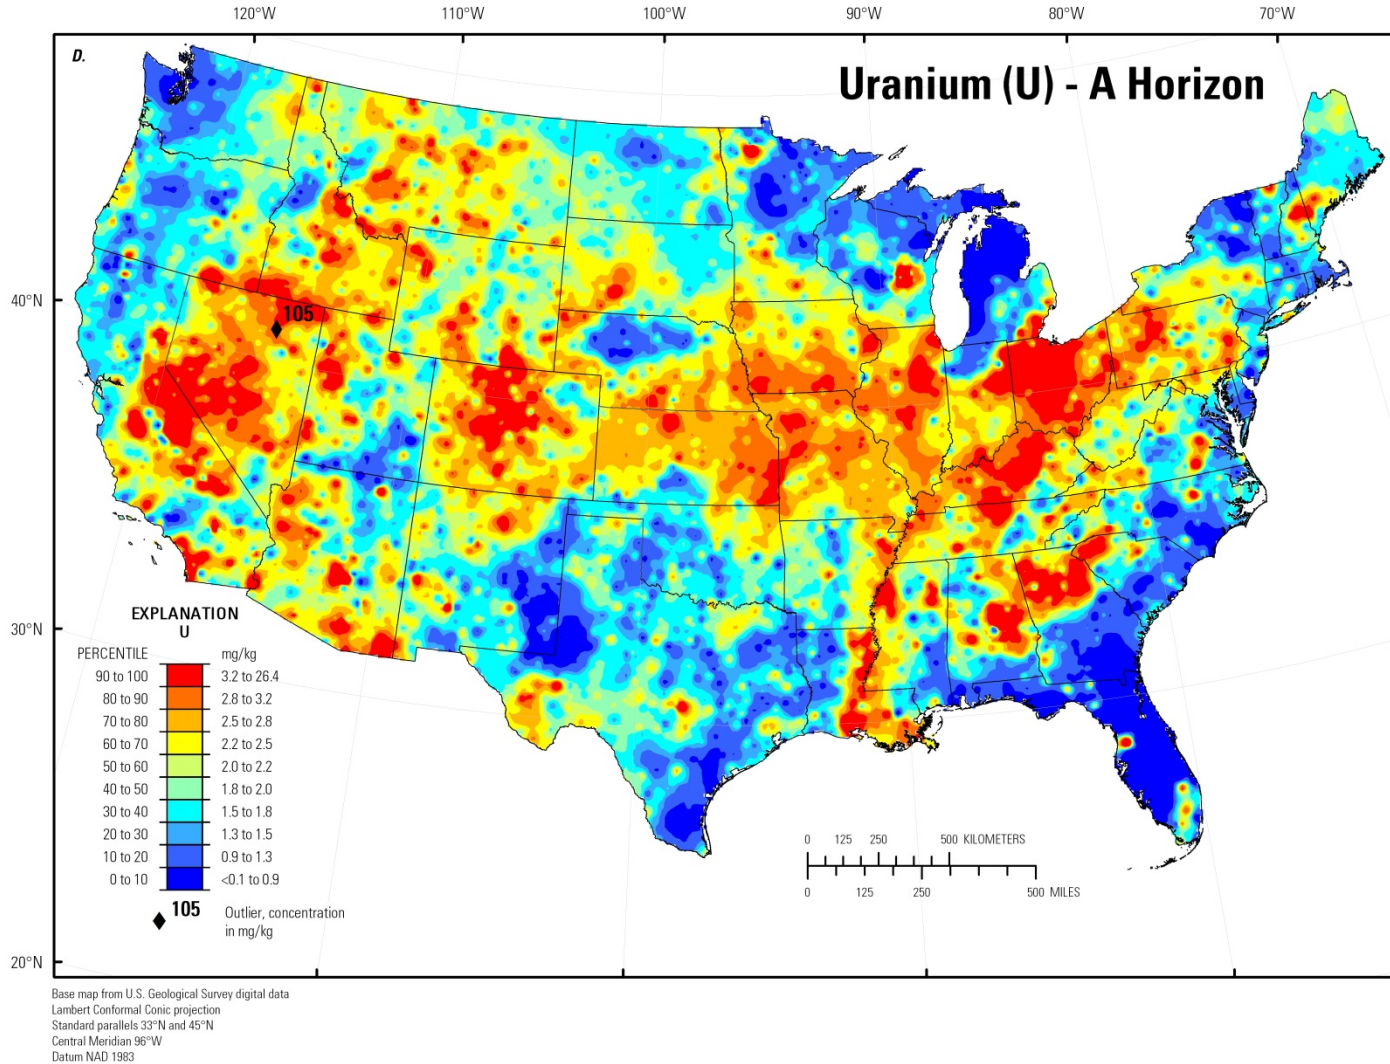 120°W 110°W 100°W 90°W 80°W 70°W
D.
Uranium (U) - A Horizon
40°N
105
30°N
EXPLANATION
U
PERCENTILE mg/kg
90 to 100 3.2 to 26.4
80 to 90 2.8 to 3.2
70 to 80 2.5 to 2.8
60 to 70 2.2 to 2.5
50 to 60 2.0 to 2.2
40 to 50 1.8 to 2.0
30 to 40 1.5 to 1.8
20 to 30 1.3 to 1.5
10 to 20 0.9 to 1.3
0 to 10 <0.1 to 0.9
105 Outlier, concentration
in mg/kg
0 125 250 500 KILOMETERS
0 125 250 500 MILES
20°N
Base map from U.S. Geological Survey digital data
Lambert Conformal Conic projection
Standard parallels 33°N and 45°N
Central Meridian 96°W
Datum NAD 1983